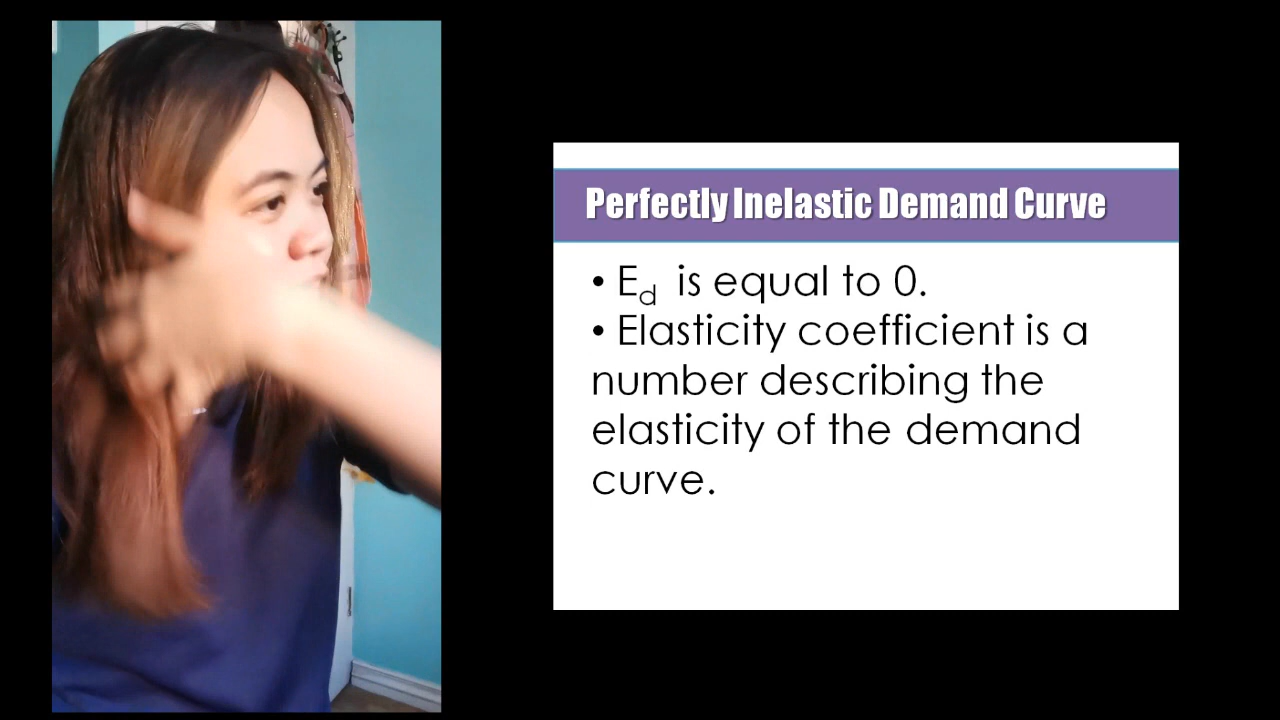 Perfectly Inelastic Demand Curve
• E_d is equal to 0.
• Elasticity coefficient is a
number describing the
elasticity of the demand
curve.